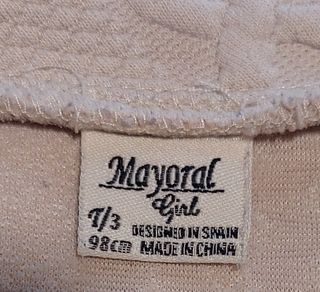 Mayoral
Girl
T/3 DESIGNED IN SPAIN
98cm MADE IN CHINA